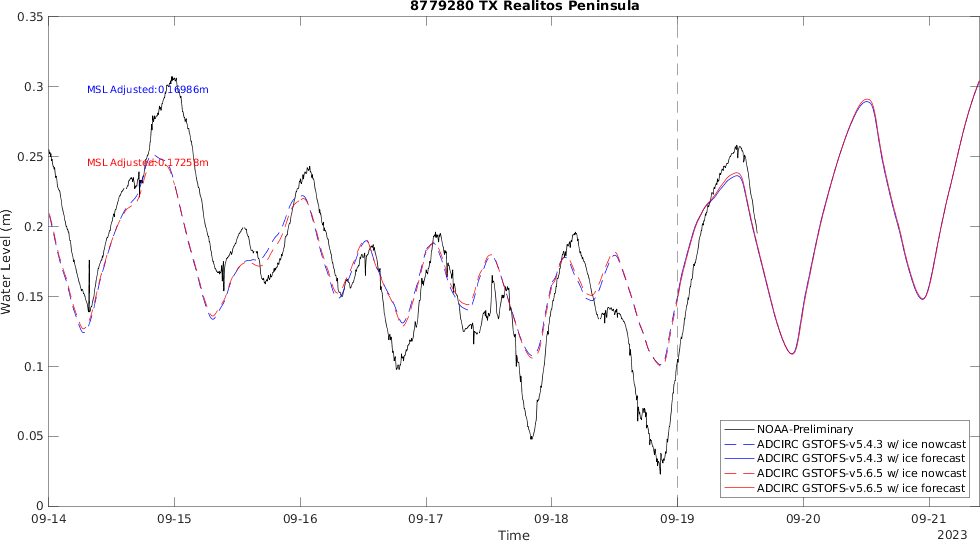 8779280 TX Realitos Peninsula
0.35
0.3
0.25
0.2
0.15
0.1
0.05
0
Water Level (m)
MSL Adjusted:0.16986m
MSL Adjusted:0.17258m
NOAA-Preliminary
ADCIRC GSTOFS-v5.4.3 w/ ice nowcast
ADCIRC GSTOFS-v5.4.3 w/ ice forecast
ADCIRC GSTOFS-v5.6.5 w/ ice nowcast
ADCIRC GSTOFS-v5.6.5 w/ ice forecast
09-14 09-15 09-16 09-17 09-18 09-19 09-20 09-21
Time
2023